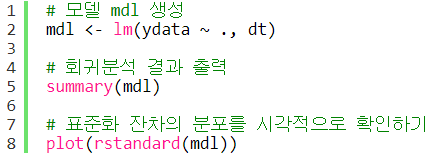 1 # 모델 mdl 생성
2 mdl <- lm(ydata ~ ., dt)
3
4 # 회귀분석 결과 출력
5 summary(mdl)
6
7 # 표준화 잔차의 분포를 시각적으로 확인하기
8 plot(rstandard(mdl))